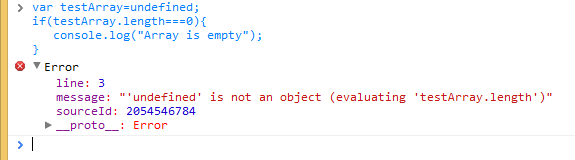 > var testArray=undefined;
if(testArray.length===0){
console.log("Array is empty");
}
Error
line: 3
message: "'undefined' is not an object (evaluating 'testArray.length')"
sourceId: 2054546784
__proto__: Error
>